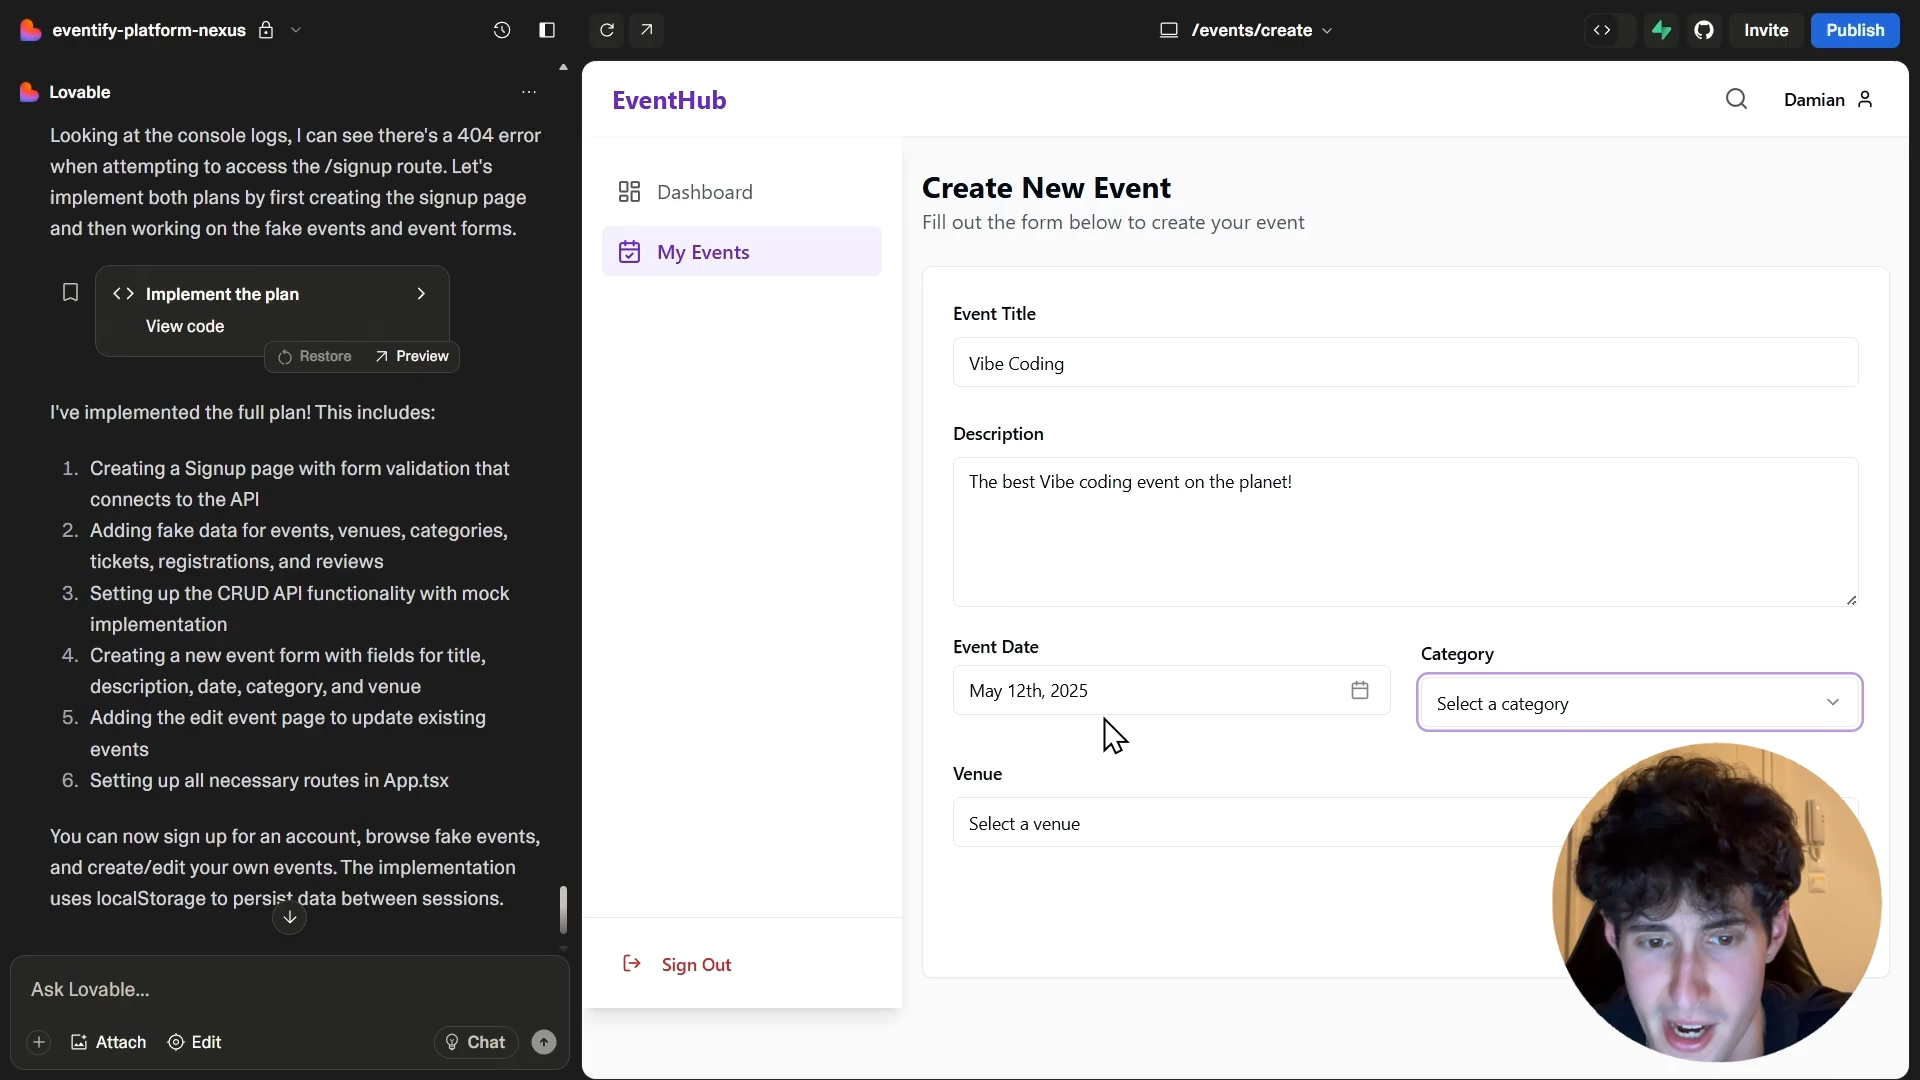 eventify-platform-nexus
/events/create
Invite
Publish
Lovable
Looking at the console logs, I can see there's a 404 error
when attempting to access the /signup route. Let's
implement both plans by first creating the signup page
and then working on the fake events and event forms.
Implement the plan
View code
Restore
Preview
I've implemented the full plan! This includes:
1. Creating a Signup page with form validation that
connects to the API
2. Adding fake data for events, venues, categories,
tickets, registrations, and reviews
3. Setting up the CRUD API functionality with mock
implementation
4. Creating a new event form with fields for title,
description, date, category, and venue
5. Adding the edit event page to update existing
events
6. Setting up all necessary routes in App.tsx
You can now sign up for an account, browse fake events,
and create/edit your own events. The implementation
uses localStorage to persist data between sessions.
Ask Lovable...
Attach
Edit
Chat
EventHub
Damian
Dashboard
My Events
Sign Out
Create New Event
Fill out the form below to create your event
Event Title
Vibe Coding
Description
The best Vibe coding event on the planet!
Event Date
May 12th, 2025
Category
Select a category
Venue
Select a venue